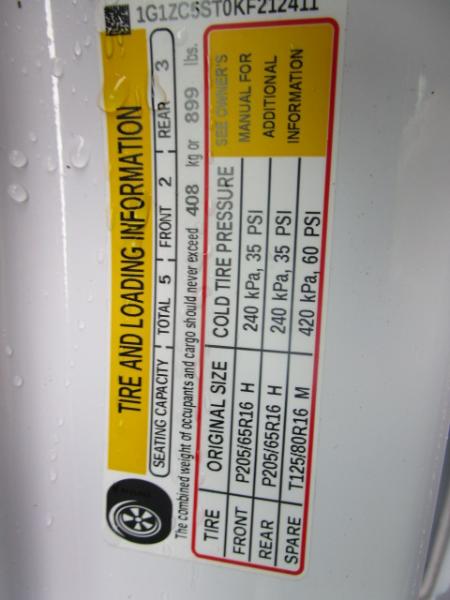 1G1ZC5ST0KF212411
TIRE AND LOADING INFORMATION
SEATING CAPACITY TOTAL 5 FRONT 2 REAR 3
The combined weight of occupants and cargo should never exceed 408 kg or 899 lbs.
TIRE ORIGINAL SIZE COLD TIRE PRESSURE SEE OWNER'S
FRONT P205/65R16 H 240 kPa, 35 PSI MANUAL FOR
REAR P205/65R16 H 240 kPa, 35 PSI ADDITIONAL
SPARE T125/80R16 M 420 kPa, 60 PSI INFORMATION